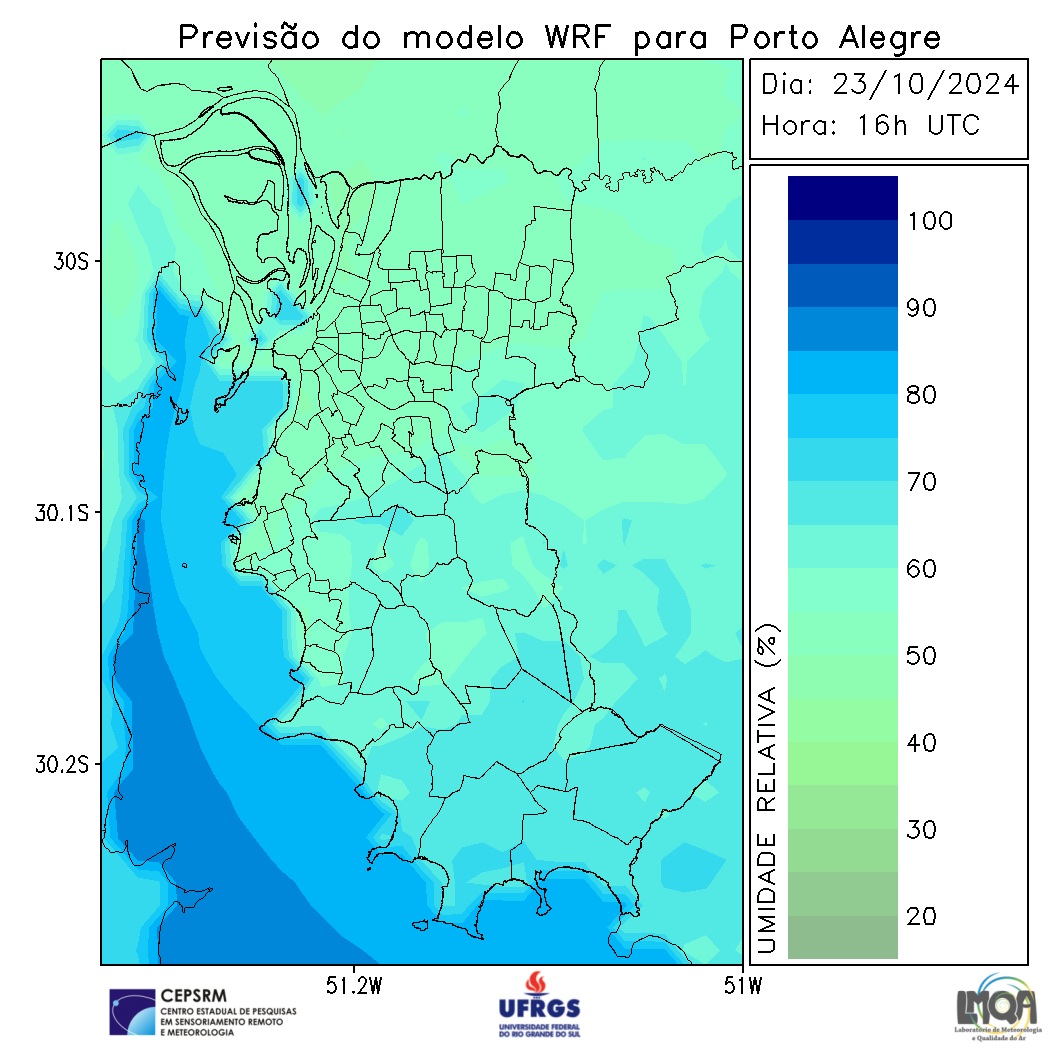 Previsão do modelo WRF para Porto Alegre
Dia: 23/10/2024
Hora: 16h UTC
100
90
80
70
60
50
40
30
20
UMIDADE RELATIVA (%)
30S
30.1S
30.2S
51.2W
51W
CEPSRM
CENTRO ESTADUAL DE PESQUISAS
EM SENSORIAMENTO REMOTO
E METEOROLOGIA
UFRGS
UNIVERSIDADE FEDERAL
DO RIO GRANDE DO SUL
LMQA
Laboratório de Meteorologia
e Qualidade do Ar